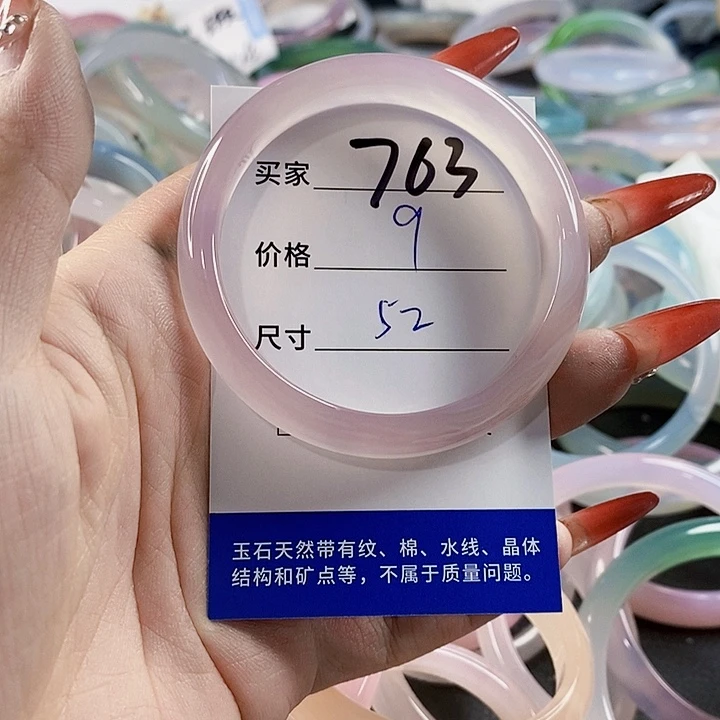 买家 763
价格 9
尺寸 52
玉石天然带有纹、棉、水线、晶体
结构和矿点等，不属于质量问题。